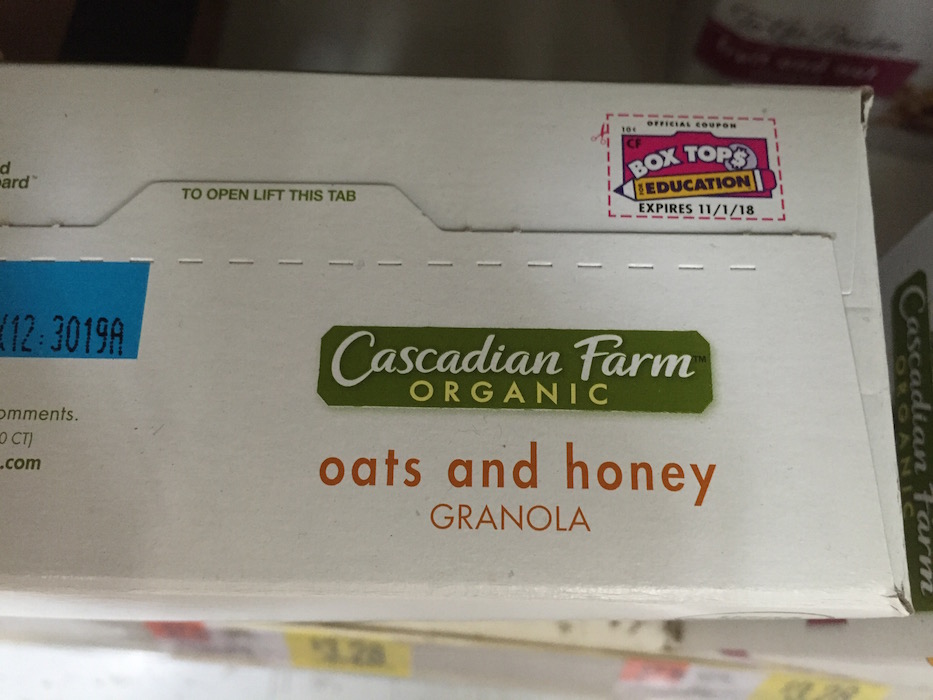 OFFICIAL COUPON
10¢
CF
BOX TOPS
FOR EDUCATION
EXPIRES 11/1/18
d
ard™
TO OPEN LIFT THIS TAB
X12:3019A
Cascadian Farm™
ORGANIC
omments.
0 CT)
.com
oats and honey
GRANOLA
Cascadian Farm
ORGANIC